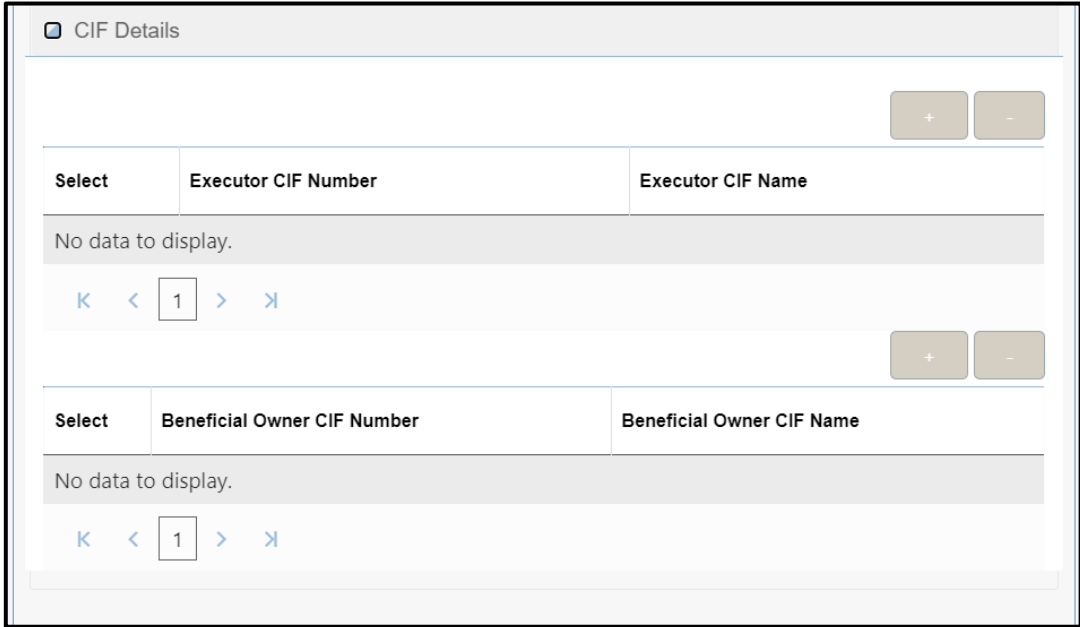 CIF Details
+ -
Select Executor CIF Number Executor CIF Name
No data to display.
1
+ -
Select Beneficial Owner CIF Number Beneficial Owner CIF Name
No data to display.
1